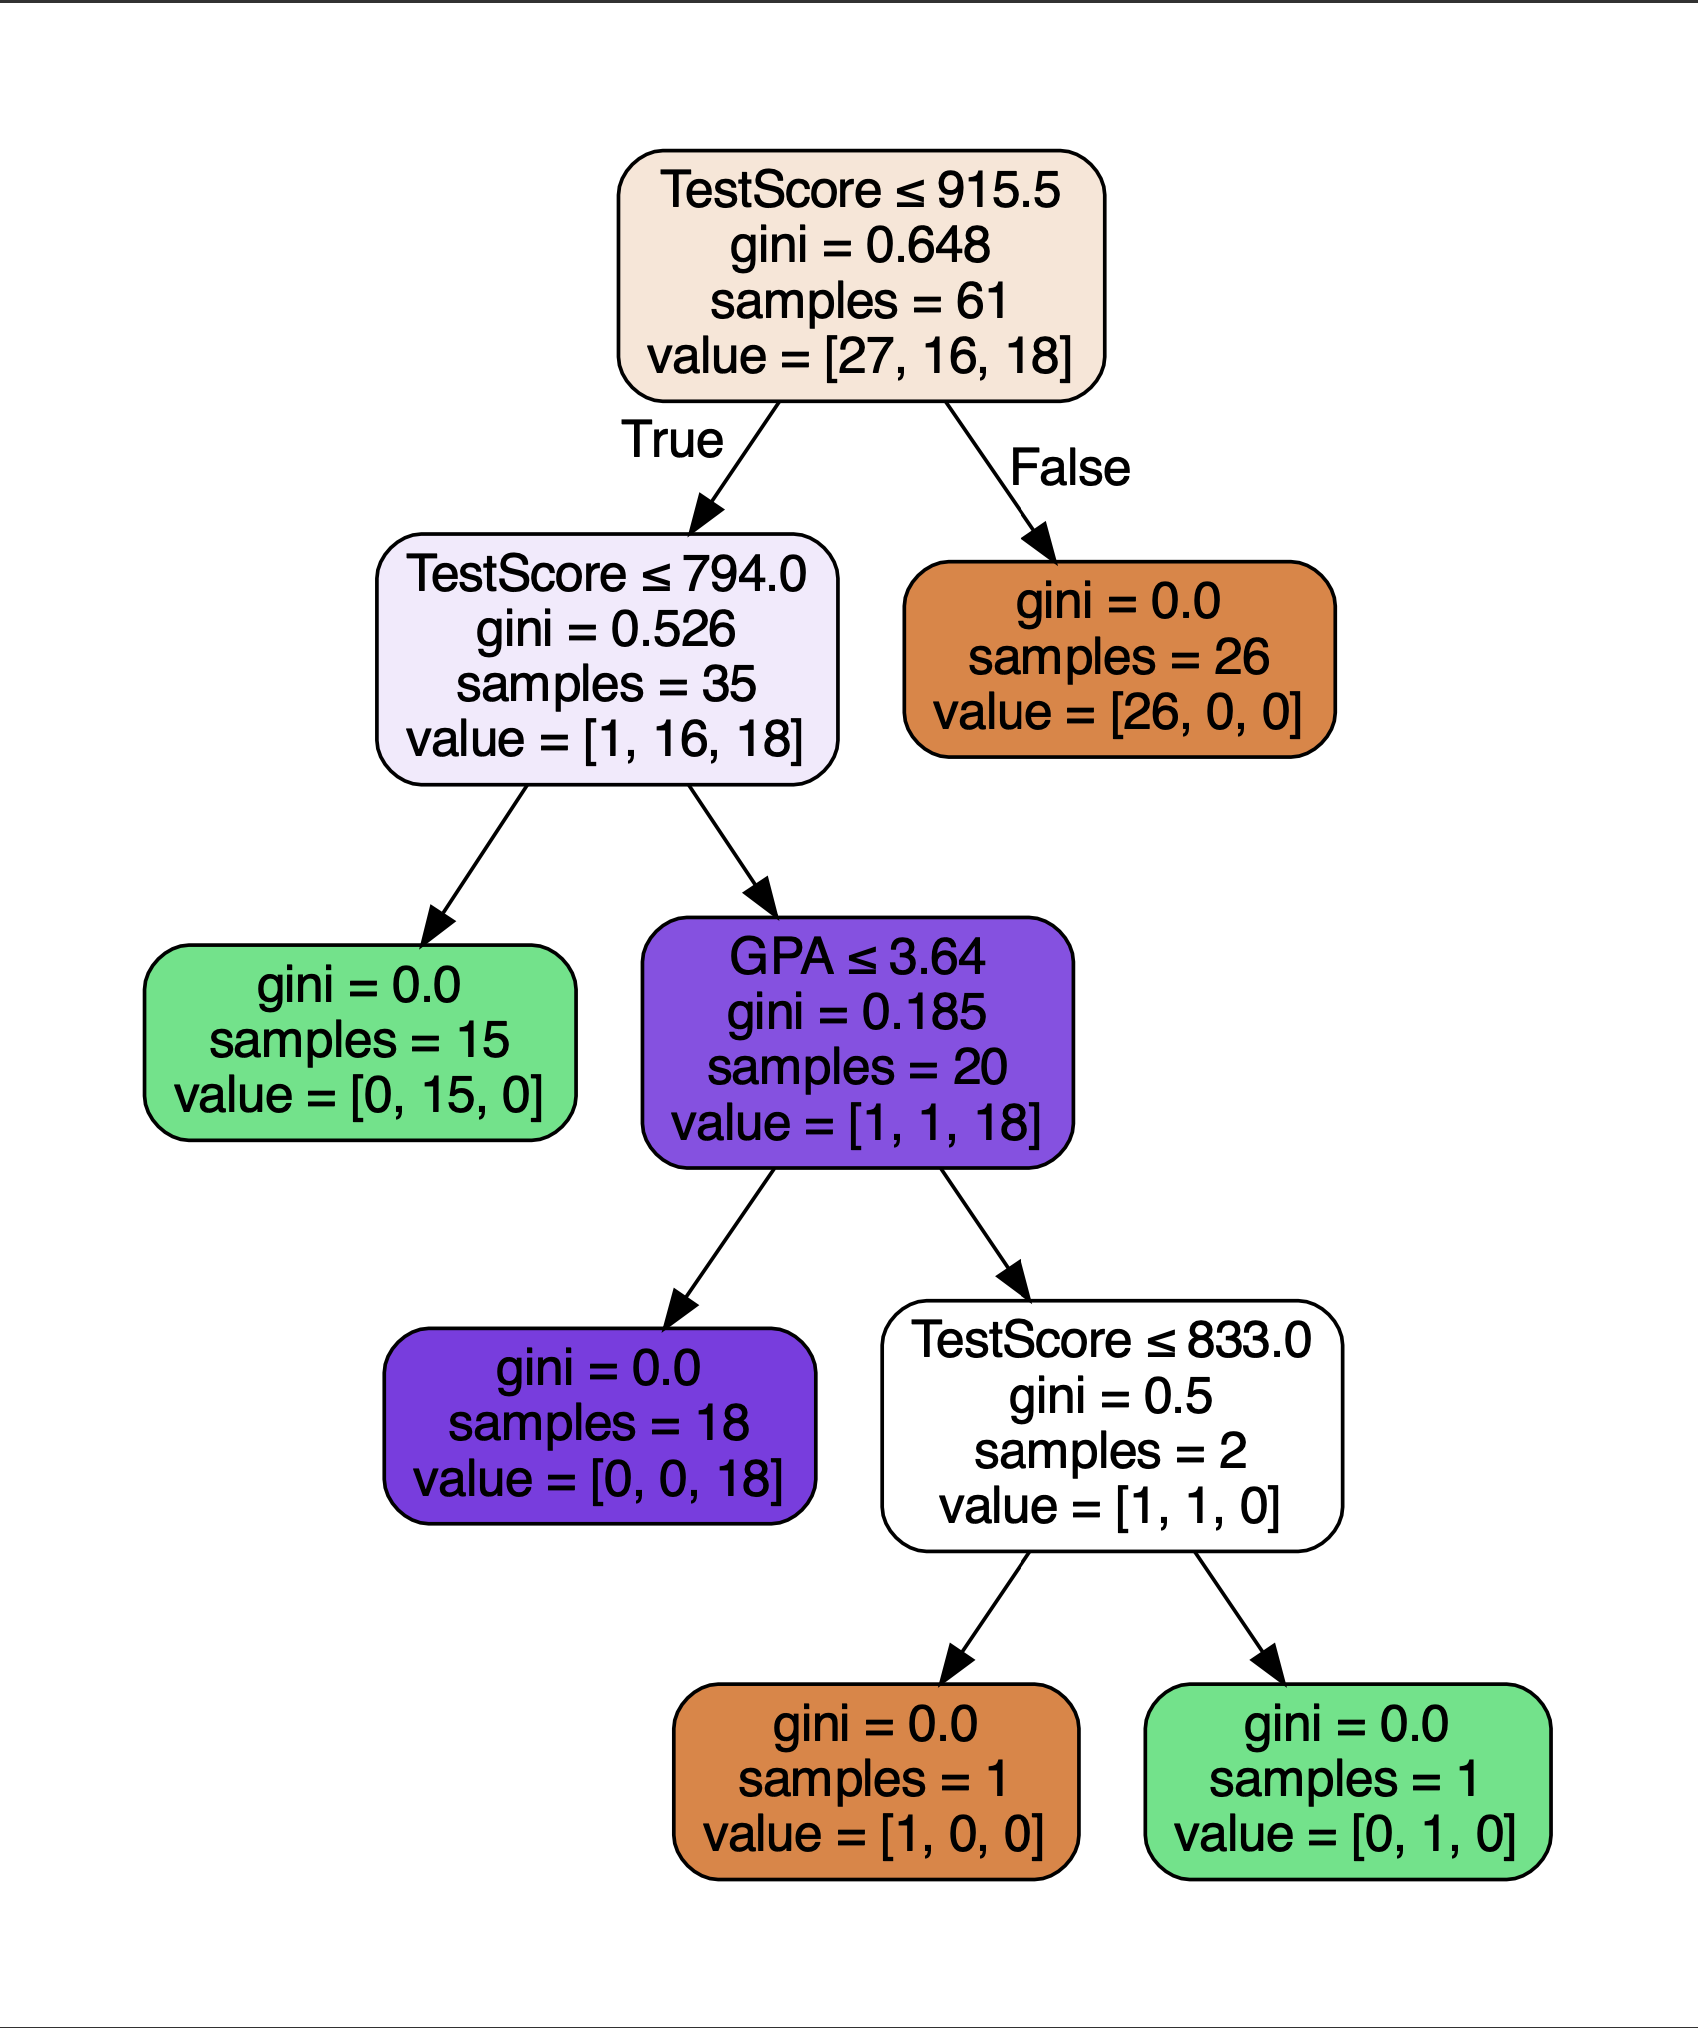 TestScore ≤ 915.5
gini = 0.648
samples = 61
value = [27, 16, 18]
True
False
TestScore ≤ 794.0
gini = 0.526
samples = 35
value = [1, 16, 18]
gini = 0.0
samples = 26
value = [26, 0, 0]
gini = 0.0
samples = 15
value = [0, 15, 0]
GPA ≤ 3.64
gini = 0.185
samples = 20
value = [1, 1, 18]
gini = 0.0
samples = 18
value = [0, 0, 18]
TestScore ≤ 833.0
gini = 0.5
samples = 2
value = [1, 1, 0]
gini = 0.0
samples = 1
value = [1, 0, 0]
gini = 0.0
samples = 1
value = [0, 1, 0]